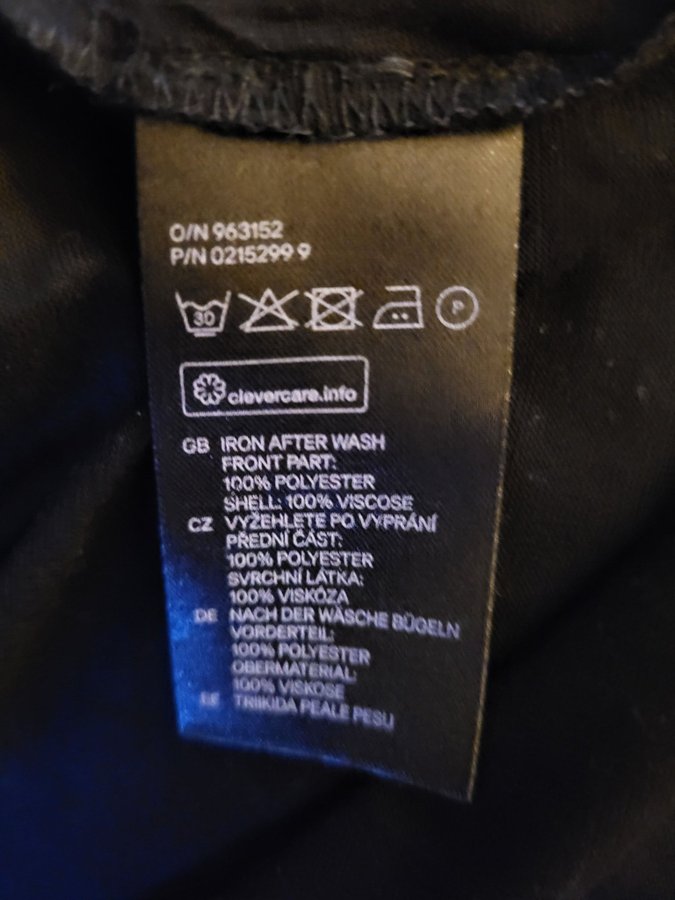 O/N 963152
P/N 0215299 9
30 P
clevercare.info
GB IRON AFTER WASH
FRONT PART:
100% POLYESTER
SHELL: 100% VISCOSE
CZ VYŽEHLETE PO VYPRÁNÍ
PŘEDNÍ ČÁST:
100% POLYESTER
SVRCHNÍ LÁTKA:
100% VISKÓZA
DE NACH DER WÄSCHE BÜGELN
VORDERTEIL:
100% POLYESTER
OBERMATERIAL:
100% VISKOSE
EE TRIIKIDA PEALE PESU